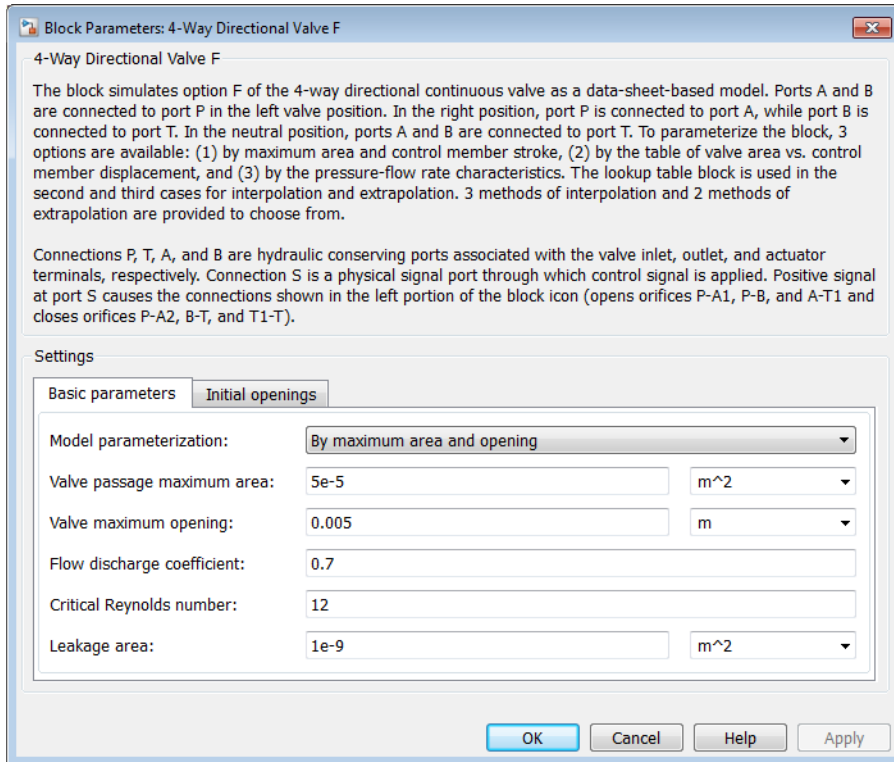 Block Parameters: 4-Way Directional Valve F
4-Way Directional Valve F
The block simulates option F of the 4-way directional continuous valve as a data-sheet-based model. Ports A and B
are connected to port P in the left valve position. In the right position, port P is connected to port A, while port B is
connected to port T. In the neutral position, ports A and B are connected to port T. To parameterize the block, 3
options are available: (1) by maximum area and control member stroke, (2) by the table of valve area vs. control
member displacement, and (3) by the pressure-flow rate characteristics. The lookup table block is used in the
second and third cases for interpolation and extrapolation. 3 methods of interpolation and 2 methods of
extrapolation are provided to choose from.
Connections P, T, A, and B are hydraulic conserving ports associated with the valve inlet, outlet, and actuator
terminals, respectively. Connection S is a physical signal port through which control signal is applied. Positive signal
at port S causes the connections shown in the left portion of the block icon (opens orifices P-A1, P-B, and A-T1 and
closes orifices P-A2, B-T, and T1-T).
Settings
Basic parameters Initial openings
Model parameterization: By maximum area and opening
Valve passage maximum area: 5e-5 m^2
Valve maximum opening: 0.005 m
Flow discharge coefficient: 0.7
Critical Reynolds number: 12
Leakage area: 1e-9 m^2
OK Cancel Help Apply